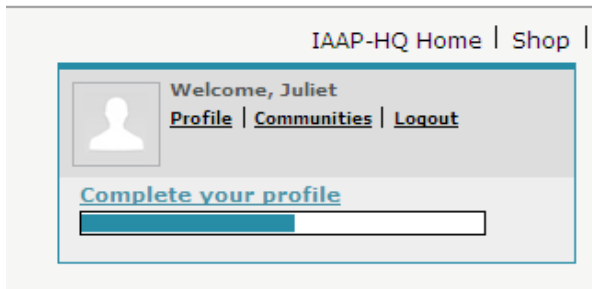 IAAP-HQ Home | Shop |
Welcome, Juliet
Profile | Communities | Logout
Complete your profile